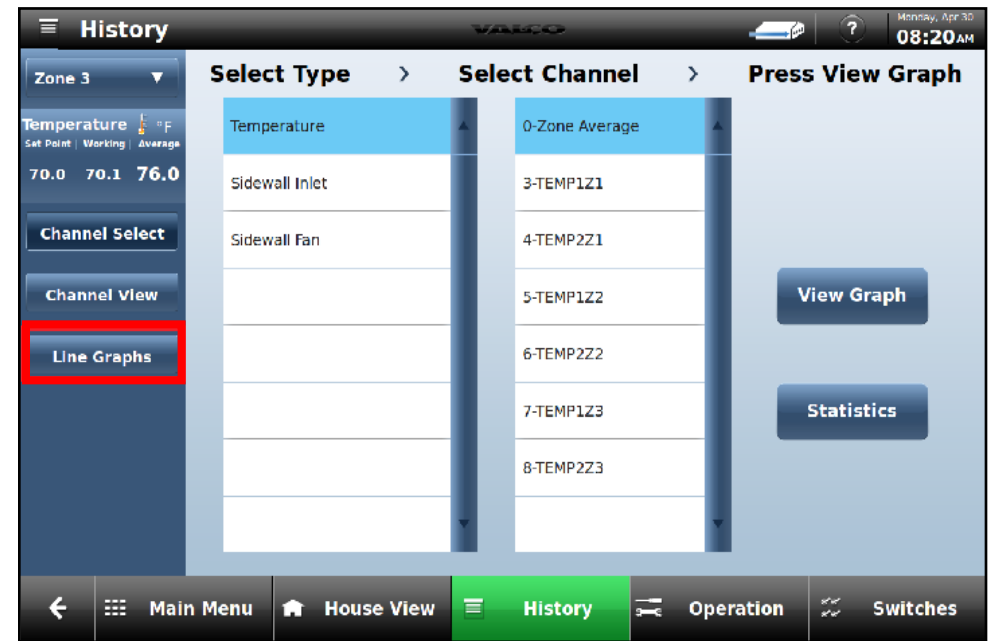 History
VALCO
?
Monday, Apr 30
08:20 AM
Zone 3
Temperature °F
Set Point | Working | Average
70.0 70.1 76.0
Channel Select
Channel View
Line Graphs
Select Type > Select Channel > Press View Graph
Temperature
Sidewall Inlet
Sidewall Fan
0-Zone Average
3-TEMP1Z1
4-TEMP2Z1
5-TEMP1Z2
6-TEMP2Z2
7-TEMP1Z3
8-TEMP2Z3
View Graph
Statistics
Main Menu
House View
History
Operation
Switches